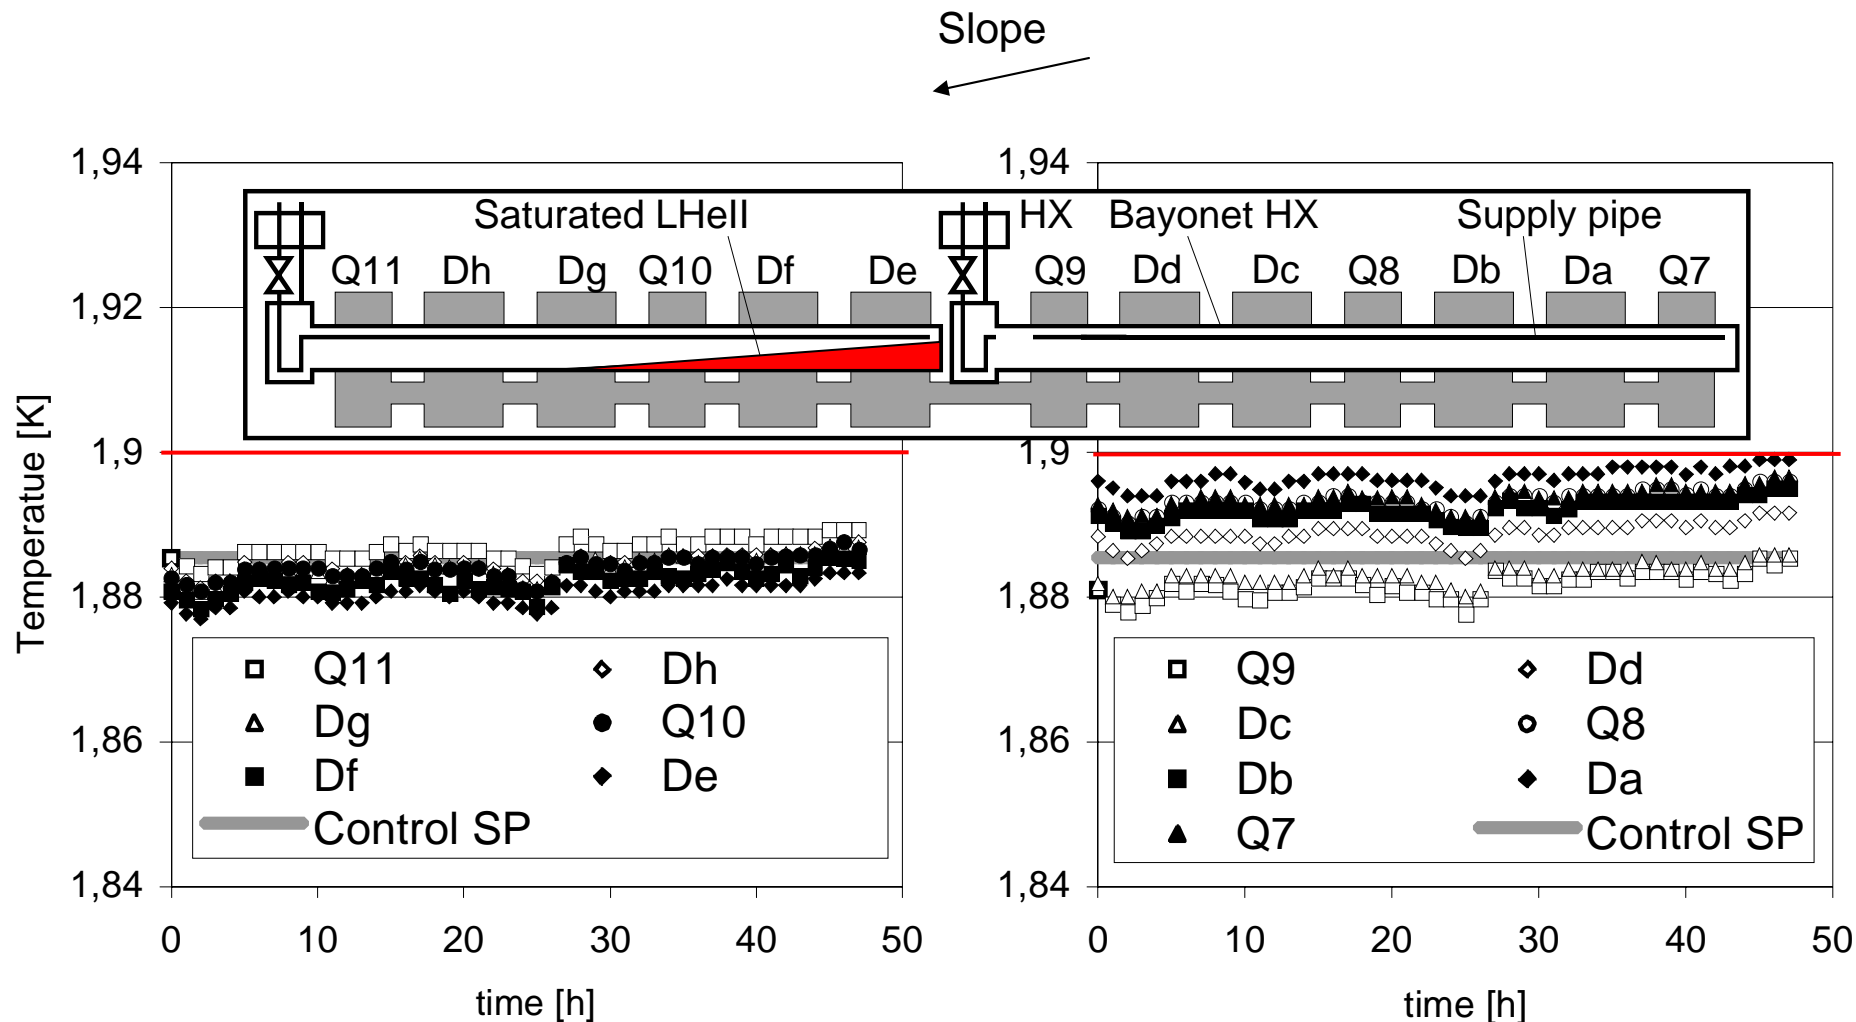 Slope
1,94
1,94
Saturated LHeII
HX
Bayonet HX
Supply pipe
Q11 Dh Dg Q10 Df De
Q9 Dd Dc Q8 Db Da Q7
1,92
1,92
1,9
1,9
1,88
1,88
1,86
1,86
1,84
1,84
Temperatue [K]
Q11 Dh
Dg Q10
Df De
Control SP
Q9 Dd
Dc Q8
Db Da
Q7 Control SP
0 10 20 30 40 50
time [h]
0 10 20 30 40 50
time [h]